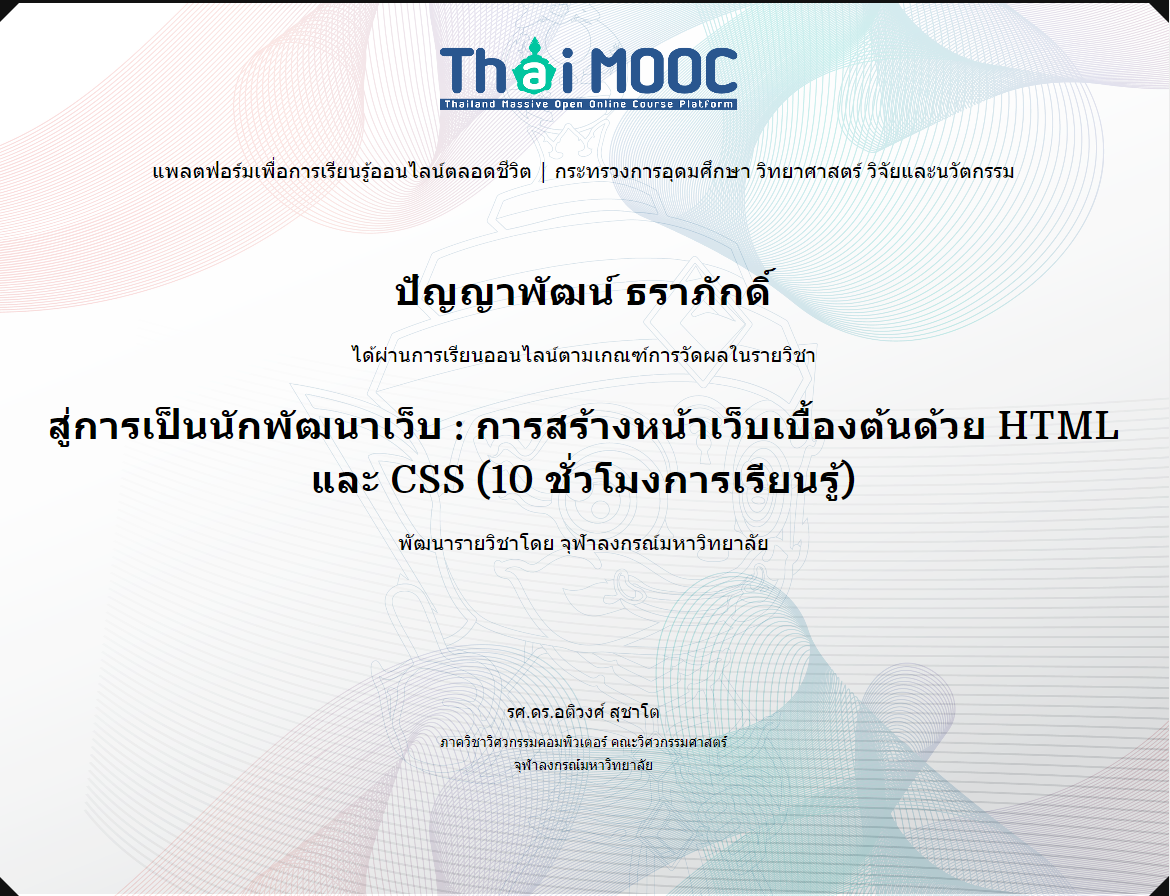 Thai MOOC
Thailand Massive Open Online Course Platform
แพลตฟอร์มเพื่อการเรียนรู้ออนไลน์ตลอดชีวิต | กระทรวงการอุดมศึกษา วิทยาศาสตร์ วิจัยและนวัตกรรม
ปัญญาพัฒน์ ธราภักดิ์
ได้ผ่านการเรียนออนไลน์ตามเกณฑ์การวัดผลในรายวิชา
สู่การเป็นนักพัฒนาเว็บ : การสร้างหน้าเว็บเบื้องต้นด้วย HTML
และ CSS (10 ชั่วโมงการเรียนรู้)
พัฒนารายวิชาโดย จุฬาลงกรณ์มหาวิทยาลัย
รศ.ดร.อติวงศ์ สุชาโต
ภาควิชาวิศวกรรมคอมพิวเตอร์ คณะวิศวกรรมศาสตร์
จุฬาลงกรณ์มหาวิทยาลัย